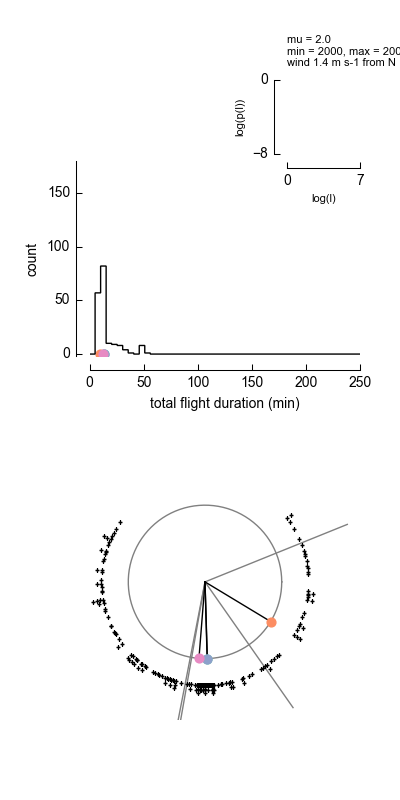 mu = 2.0
min = 2000, max = 200
wind 1.4 m s-1 from N
0
log(p(l))
−8
0 7
log(l)
150
100
count
50
0
0 50 100 150 200 250
total flight duration (min)